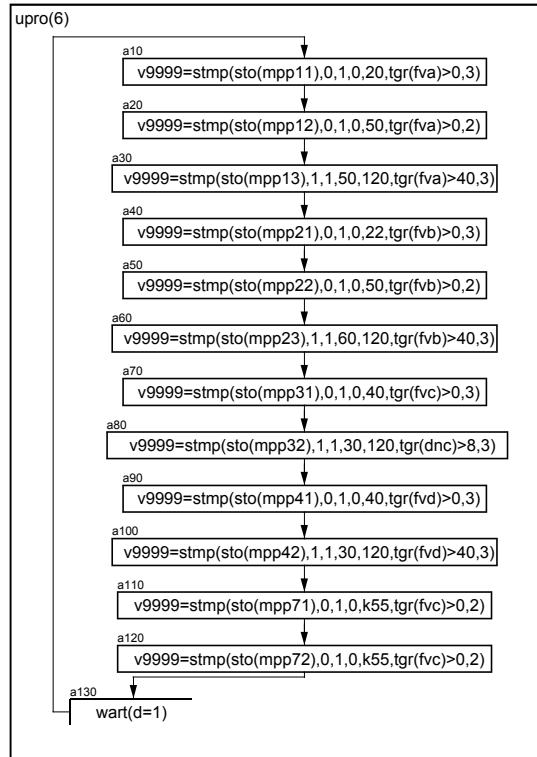 upro(6)
a10
v9999=stmp(sto(mpp11),0,1,0,20,tgr(fva)>0,3)
a20
v9999=stmp(sto(mpp12),0,1,0,50,tgr(fva)>0,2)
a30
v9999=stmp(sto(mpp13),1,1,50,120,tgr(fva)>40,3)
a40
v9999=stmp(sto(mpp21),0,1,0,22,tgr(fvb)>0,3)
a50
v9999=stmp(sto(mpp22),0,1,0,50,tgr(fvb)>0,2)
a60
v9999=stmp(sto(mpp23),1,1,60,120,tgr(fvb)>40,3)
a70
v9999=stmp(sto(mpp31),0,1,0,40,tgr(fvc)>0,3)
a80
v9999=stmp(sto(mpp32),1,1,30,120,tgr(dnc)>8,3)
a90
v9999=stmp(sto(mpp41),0,1,0,40,tgr(fvd)>0,3)
a100
v9999=stmp(sto(mpp42),1,1,30,120,tgr(fvd)>40,3)
a110
v9999=stmp(sto(mpp71),0,1,0,k55,tgr(fvc)>0,2)
a120
v9999=stmp(sto(mpp72),0,1,0,k55,tgr(fvc)>0,2)
a130
wart(d=1)